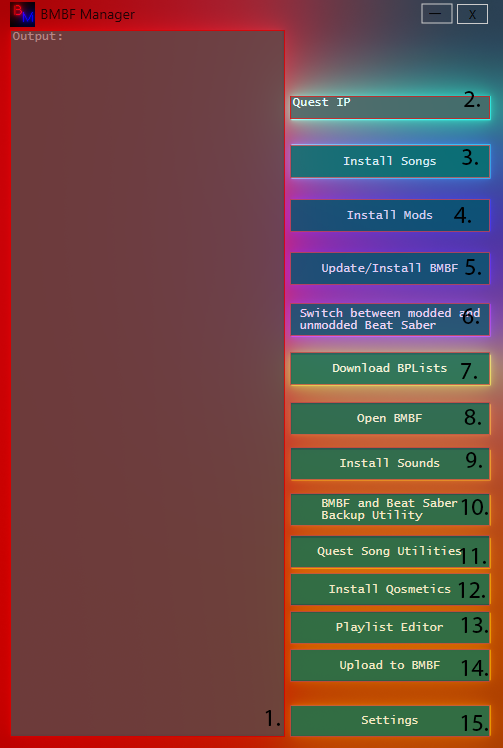 BM BMBF Manager — X
Output:
Quest IP 2.
Install Songs 3.
Install Mods 4.
Update/Install BMBF 5.
Switch between modded and 6.
unmodded Beat Saber
Download BPLists 7.
Open BMBF 8.
Install Sounds 9.
BMBF and Beat Saber 10.
Backup Utility
Quest Song Utilities 11.
Install Qosmetics 12.
Playlist Editor 13.
Upload to BMBF 14.
1.
Settings 15.